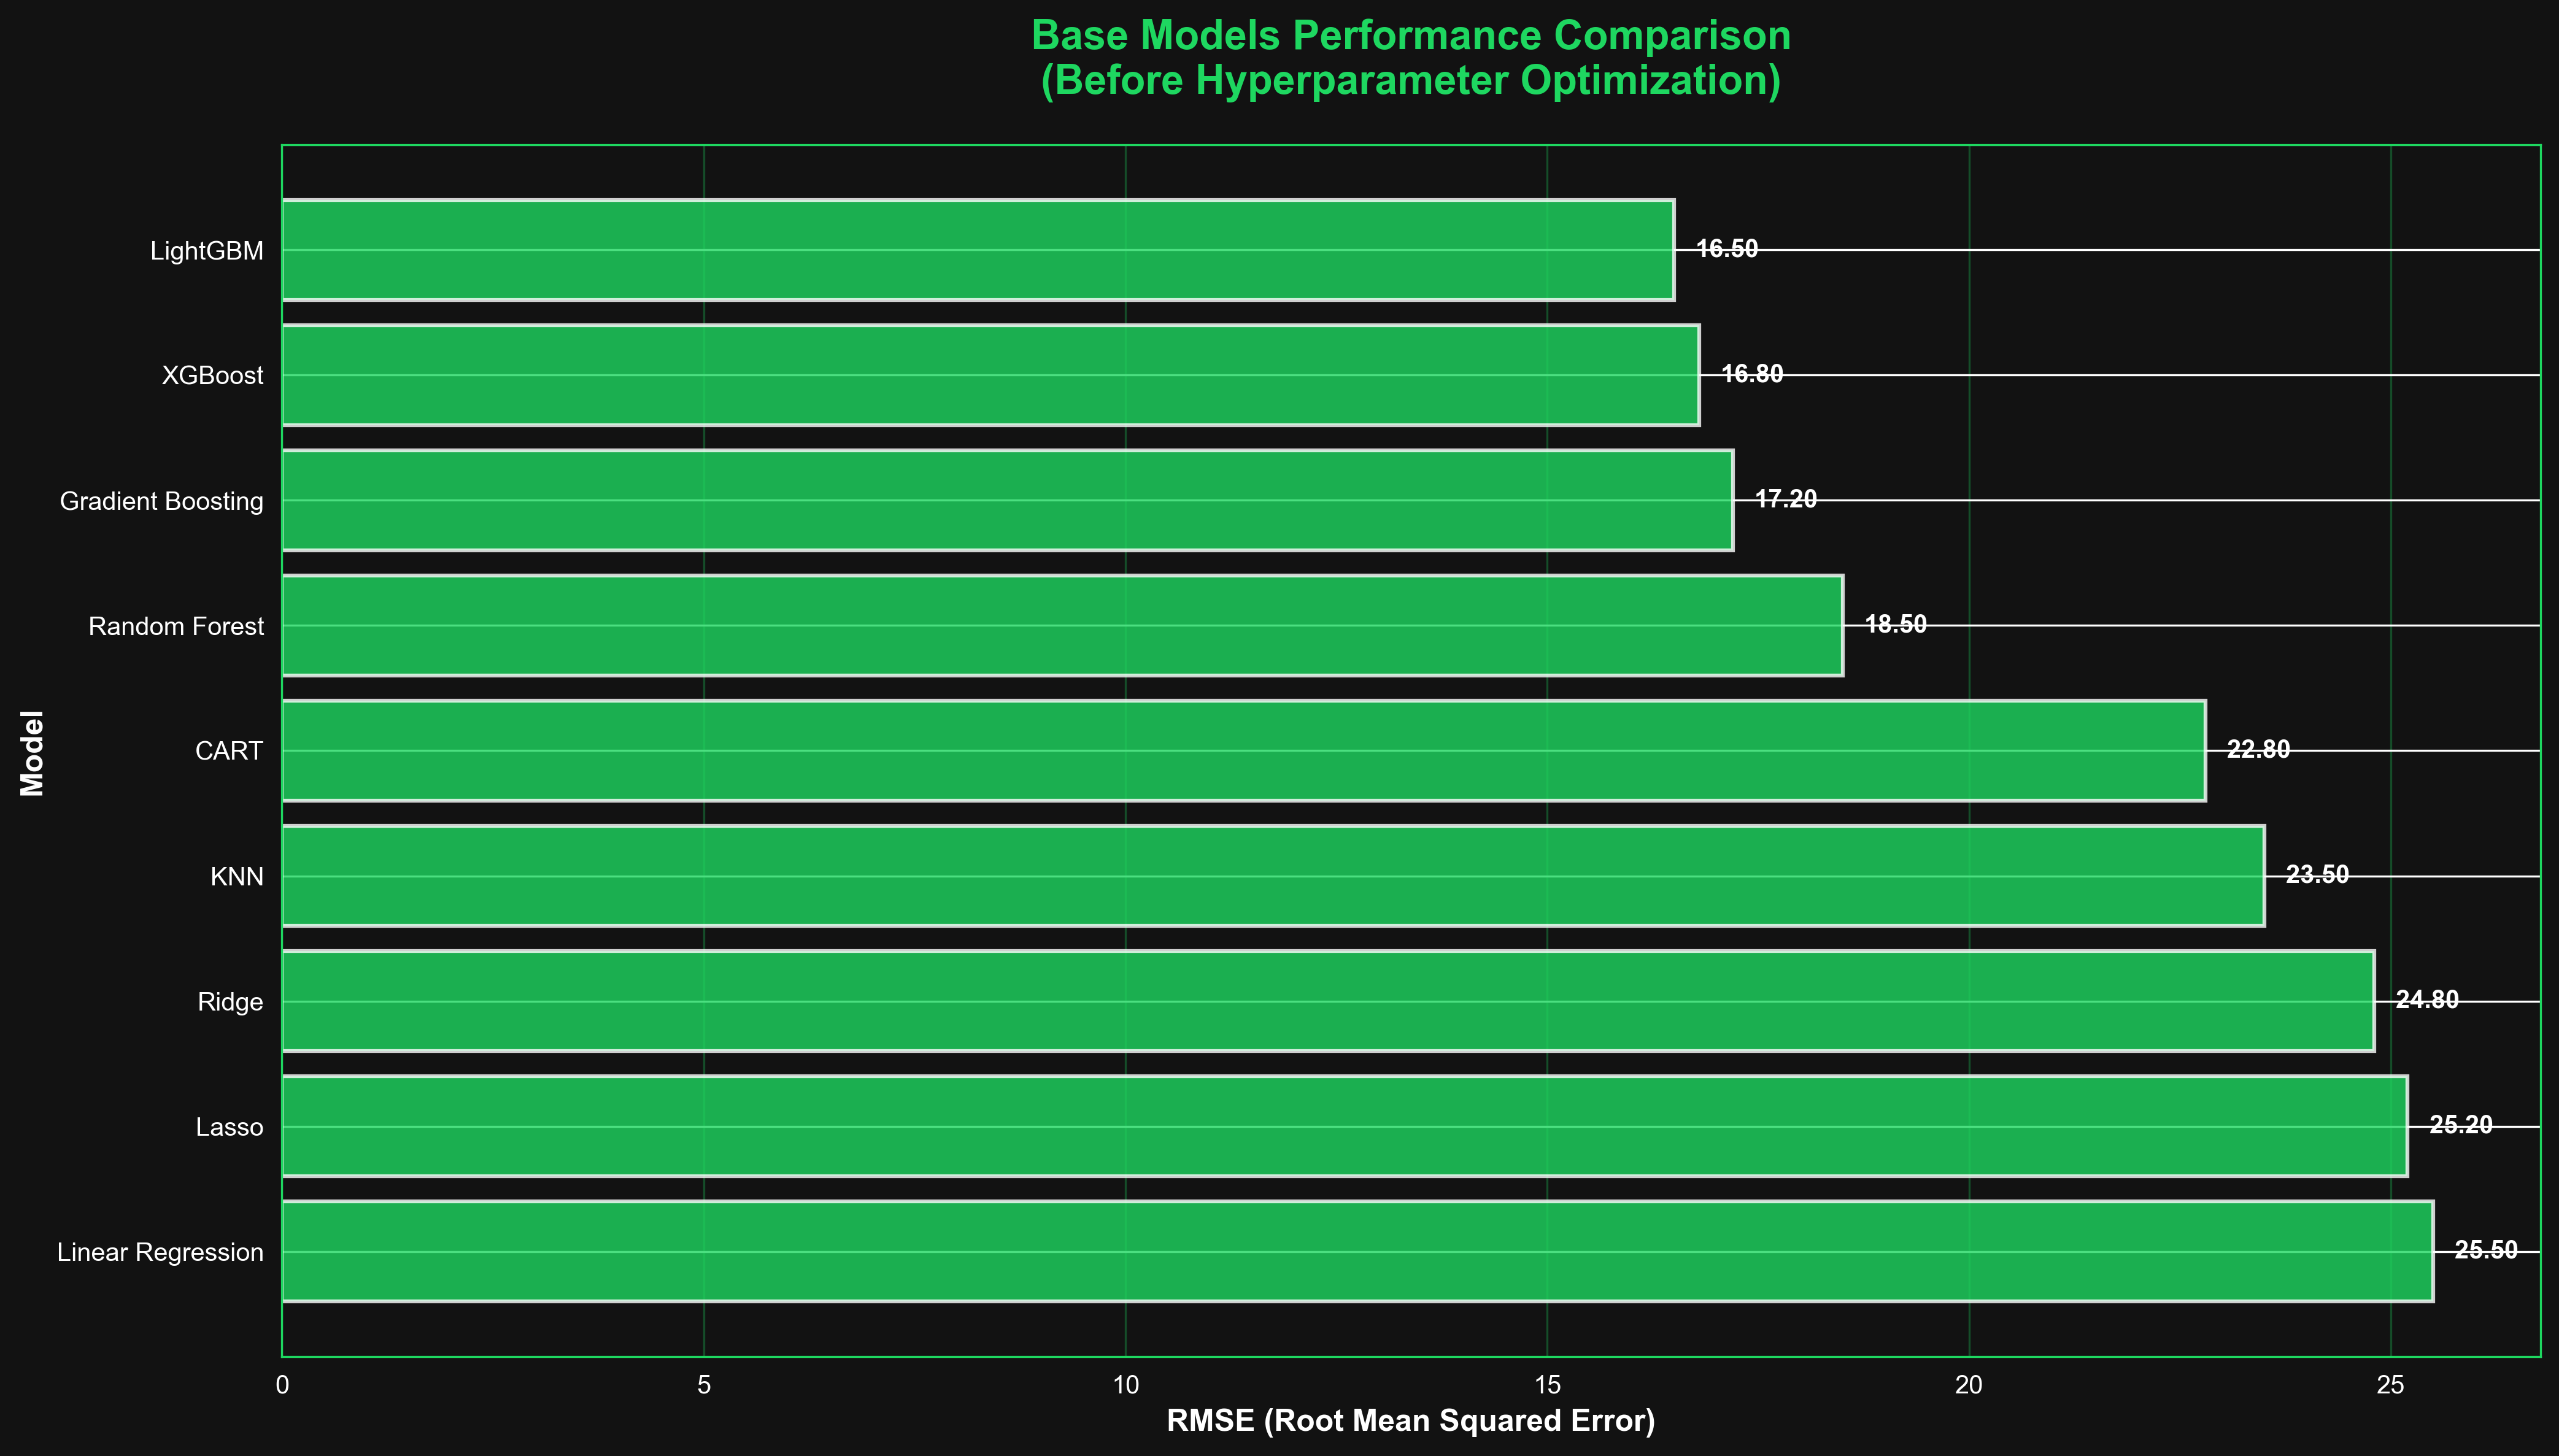 Base Models Performance Comparison
(Before Hyperparameter Optimization)
LightGBM
16.50
XGBoost
16.80
Gradient Boosting
17.20
Random Forest
18.50
CART
22.80
KNN
23.50
Ridge
24.80
Lasso
25.20
Linear Regression
25.50
Model
0 5 10 15 20 25
RMSE (Root Mean Squared Error)